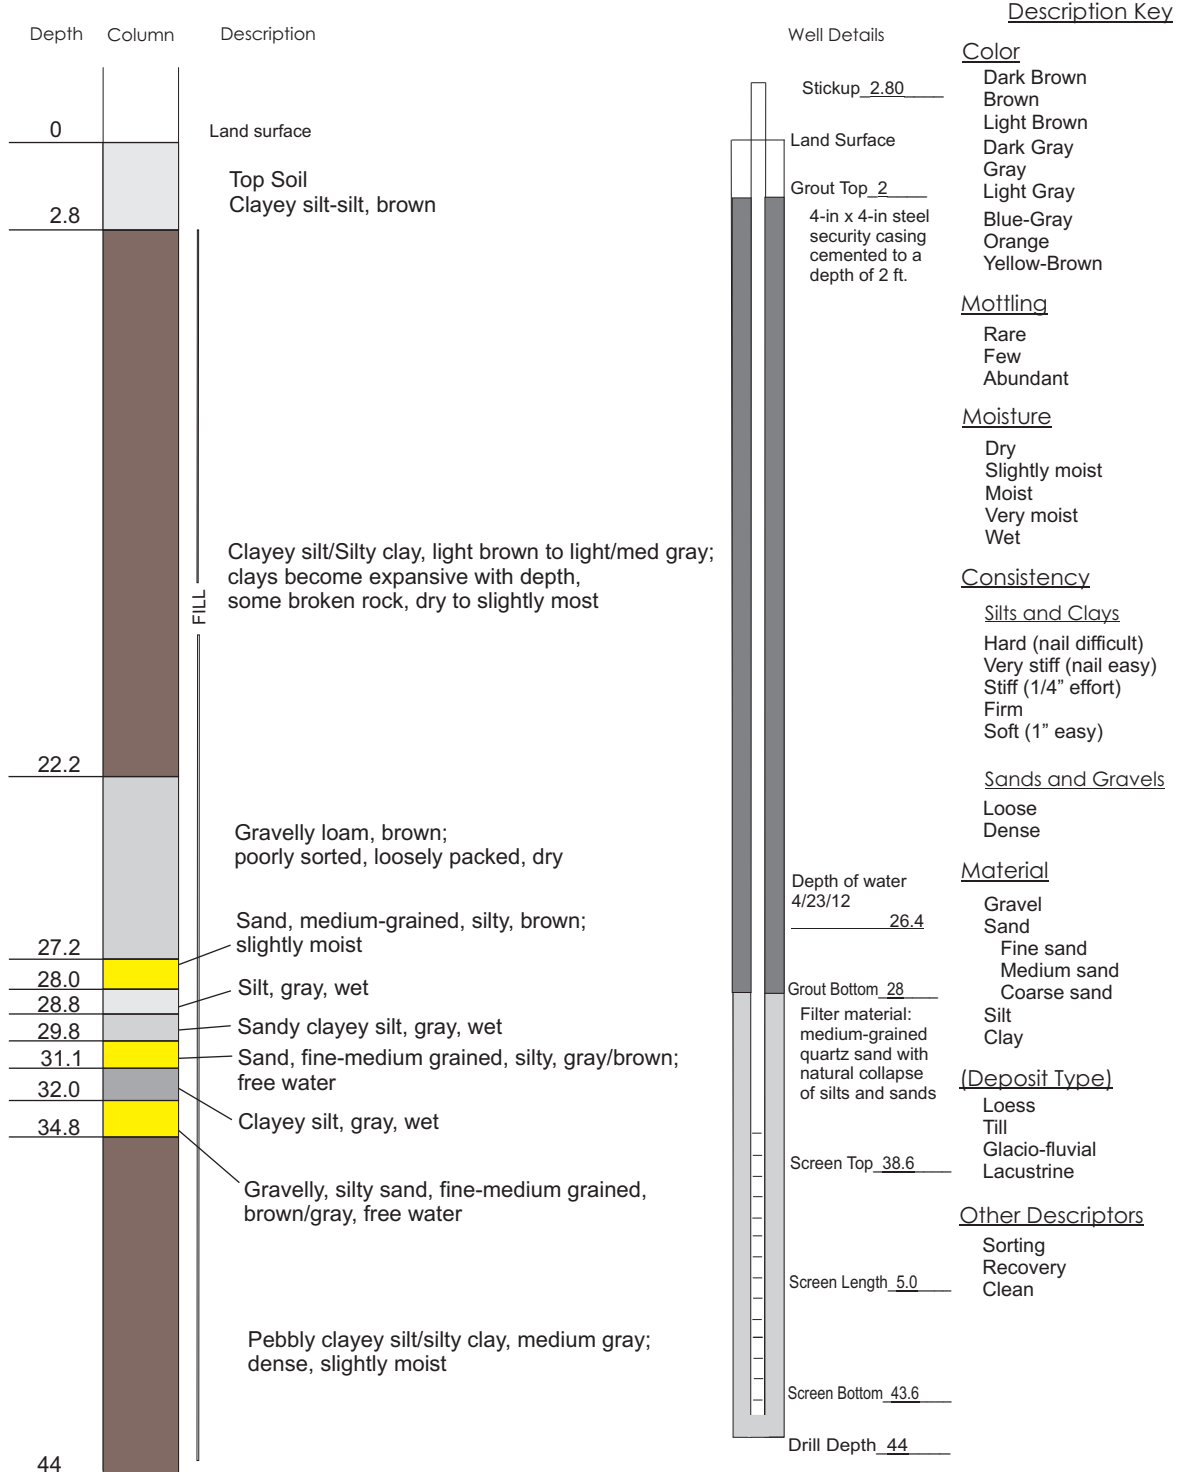 Depth
Column
Description
0
Land surface
Top Soil
Clayey silt-silt, brown
2.8
FILL
Clayey silt/Silty clay, light brown to light/med gray;
clays become expansive with depth,
some broken rock, dry to slightly most
22.2
Gravelly loam, brown;
poorly sorted, loosely packed, dry
27.2
Sand, medium-grained, silty, brown;
slightly moist
28.0
Silt, gray, wet
28.8
Sandy clayey silt, gray, wet
29.8
Sand, fine-medium grained, silty, gray/brown;
free water
31.1
Clayey silt, gray, wet
32.0
Gravelly, silty sand, fine-medium grained,
brown/gray, free water
34.8
Pebbly clayey silt/silty clay, medium gray;
dense, slightly moist
44
Well Details
Stickup 2.80
Land Surface
Grout Top 2
4-in x 4-in steel
security casing
cemented to a
depth of 2 ft.
Depth of water
4/23/12
26.4
Grout Bottom 28
Filter material:
medium-grained
quartz sand with
natural collapse
of silts and sands
Screen Top 38.6
Screen Length 5.0
Screen Bottom 43.6
Drill Depth 44
Description Key
Color
Dark Brown
Brown
Light Brown
Dark Gray
Gray
Light Gray
Blue-Gray
Orange
Yellow-Brown
Mottling
Rare
Few
Abundant
Moisture
Dry
Slightly moist
Moist
Very moist
Wet
Consistency
Silts and Clays
Hard (nail difficult)
Very stiff (nail easy)
Stiff (1/4” effort)
Firm
Soft (1” easy)
Sands and Gravels
Loose
Dense
Material
Gravel
Sand
Fine sand
Medium sand
Coarse sand
Silt
Clay
(Deposit Type)
Loess
Till
Glacio-fluvial
Lacustrine
Other Descriptors
Sorting
Recovery
Clean